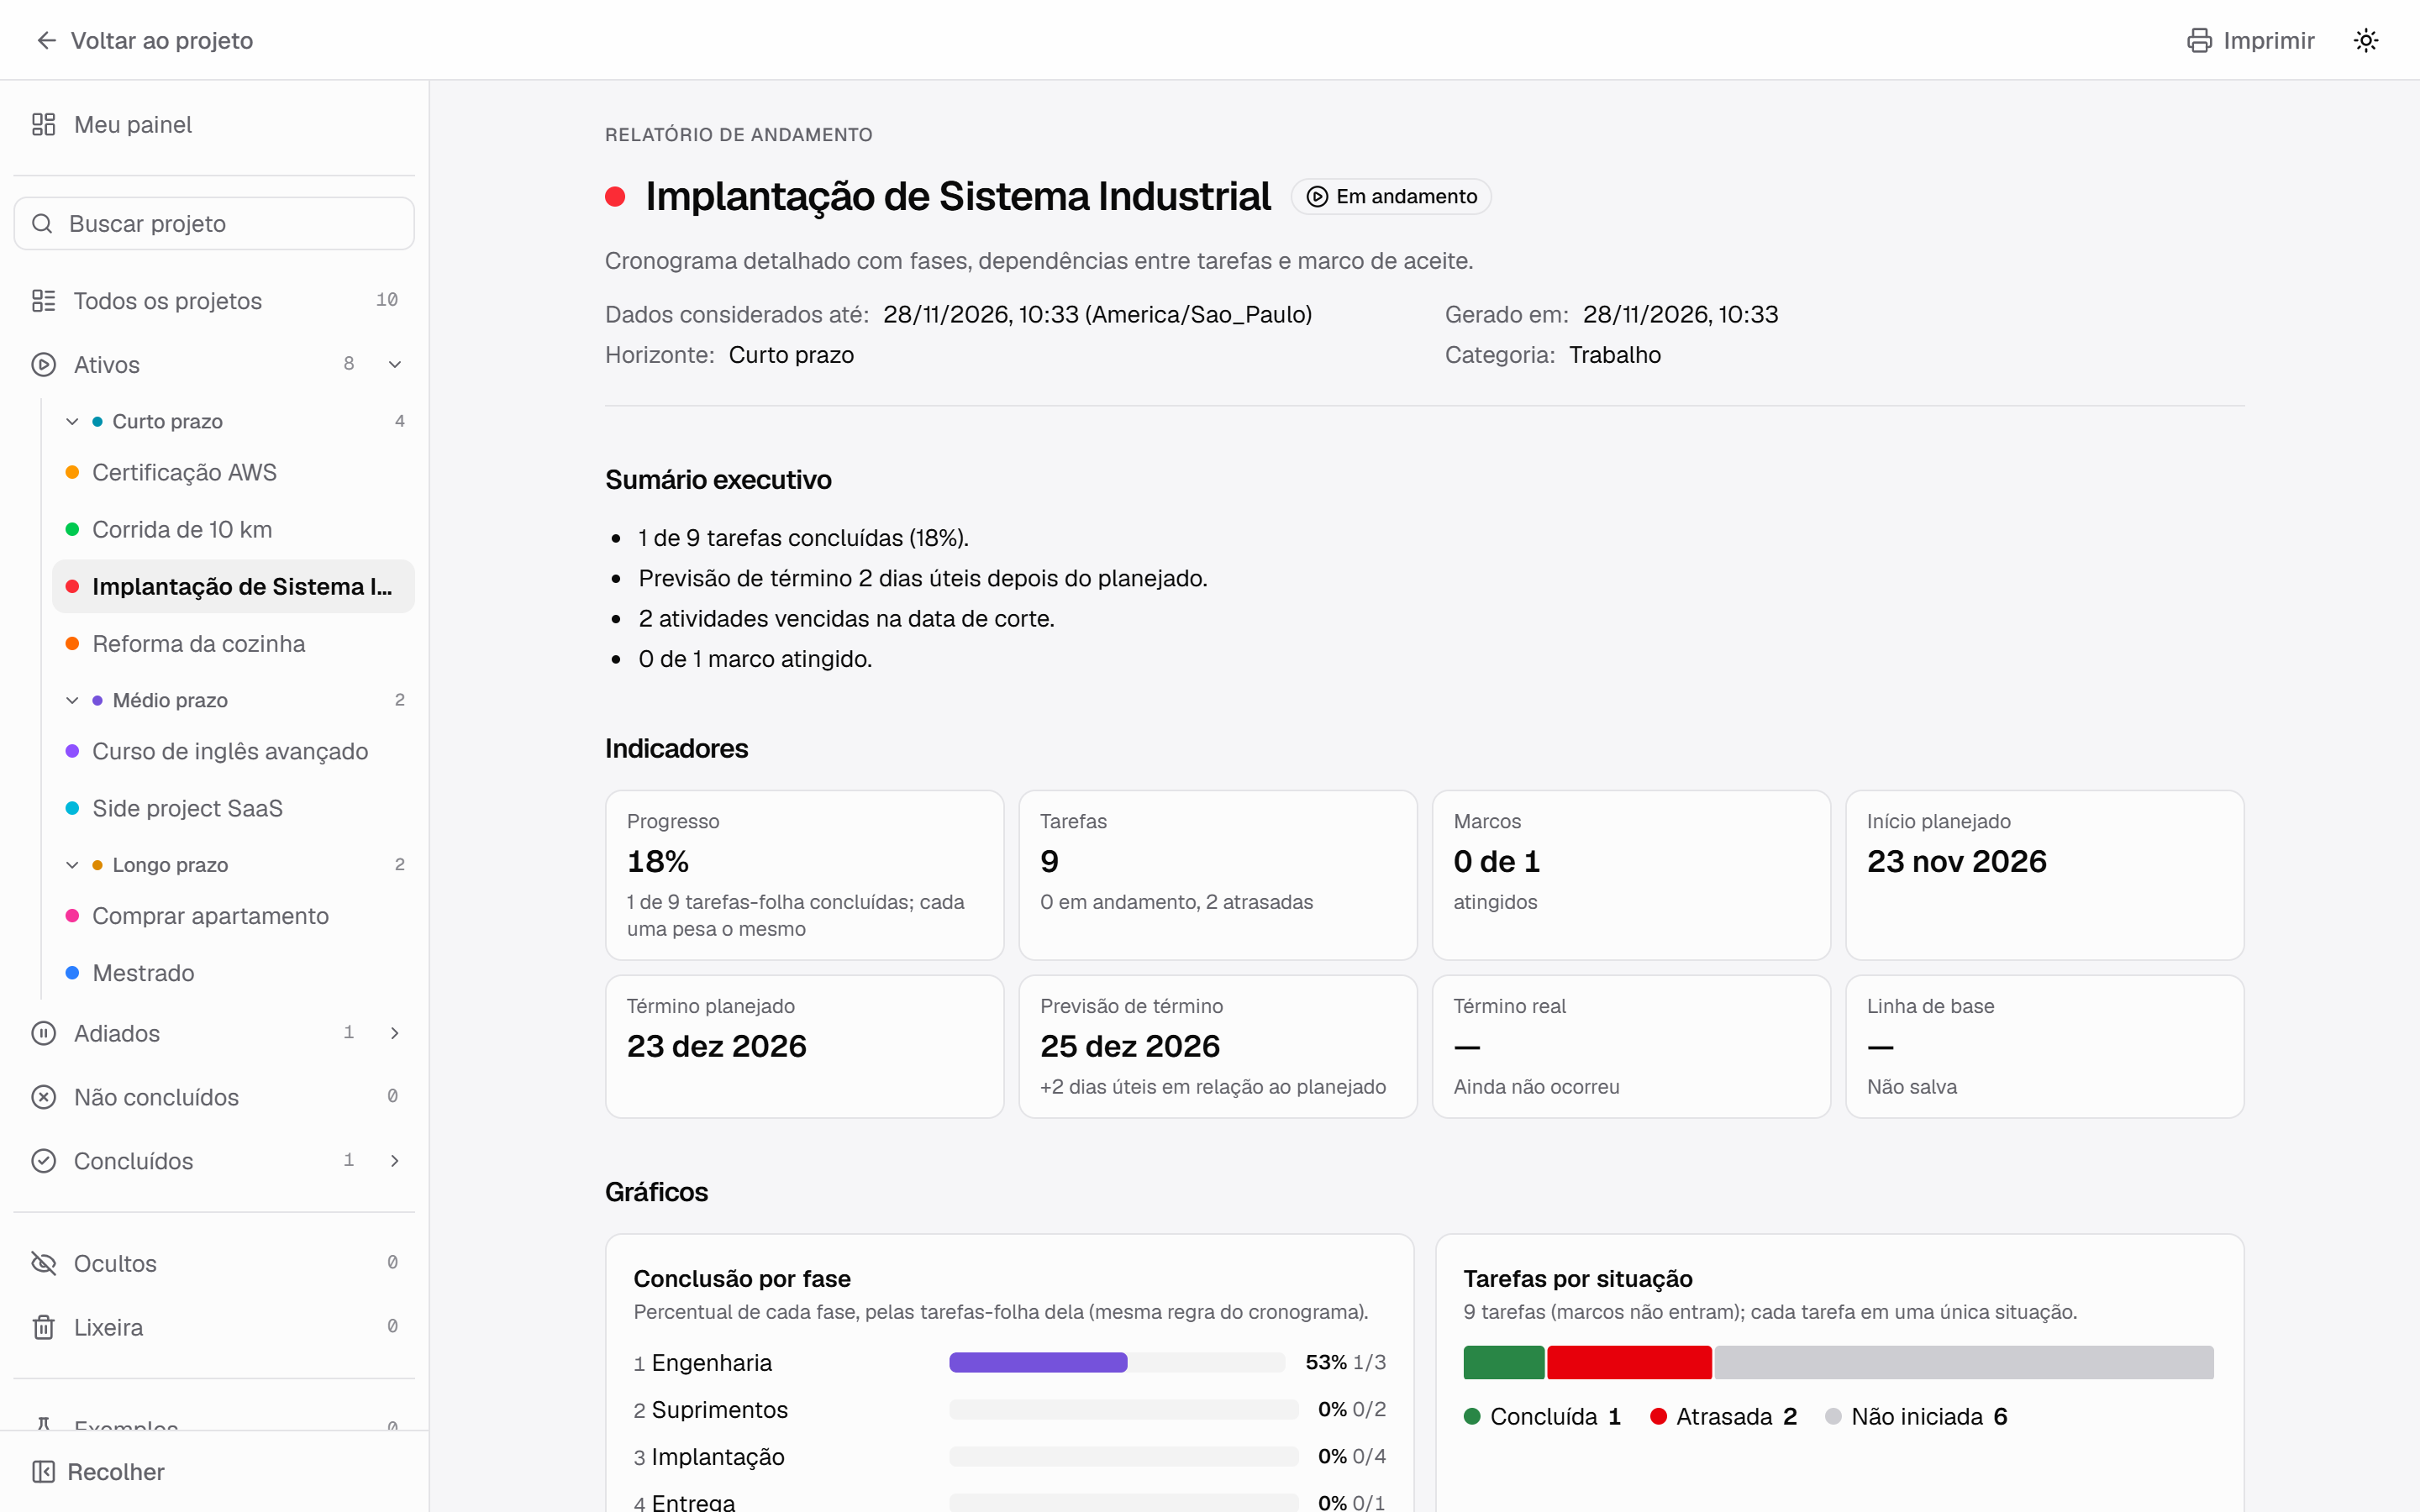 Voltar ao projeto
Imprimir
Meu painel
Buscar projeto
Todos os projetos 10
Ativos 8
Curto prazo 4
Certificação AWS
Corrida de 10 km
Implantação de Sistema I...
Reforma da cozinha
Médio prazo 2
Curso de inglês avançado
Side project SaaS
Longo prazo 2
Comprar apartamento
Mestrado
Adiados 1
Não concluídos 0
Concluídos 1
Ocultos 0
Lixeira 0
Exemplos 0
Recolher
RELATÓRIO DE ANDAMENTO
Implantação de Sistema Industrial Em andamento
Cronograma detalhado com fases, dependências entre tarefas e marco de aceite.
Dados considerados até: 28/11/2026, 10:33 (America/Sao_Paulo)
Gerado em: 28/11/2026, 10:33
Horizonte: Curto prazo
Categoria: Trabalho
Sumário executivo
• 1 de 9 tarefas concluídas (18%).
• Previsão de término 2 dias úteis depois do planejado.
• 2 atividades vencidas na data de corte.
• 0 de 1 marco atingido.
Indicadores
Progresso
18%
1 de 9 tarefas-folha concluídas; cada
uma pesa o mesmo
Tarefas
9
0 em andamento, 2 atrasadas
Marcos
0 de 1
atingidos
Início planejado
23 nov 2026
Término planejado
23 dez 2026
Previsão de término
25 dez 2026
+2 dias úteis em relação ao planejado
Término real
—
Ainda não ocorreu
Linha de base
—
Não salva
Gráficos
Conclusão por fase
Percentual de cada fase, pelas tarefas-folha dela (mesma regra do cronograma).
1 Engenharia 53% 1/3
2 Suprimentos 0% 0/2
3 Implantação 0% 0/4
4 Entrega 0% 0/1
Tarefas por situação
9 tarefas (marcos não entram); cada tarefa em uma única situação.
Concluída 1 Atrasada 2 Não iniciada 6